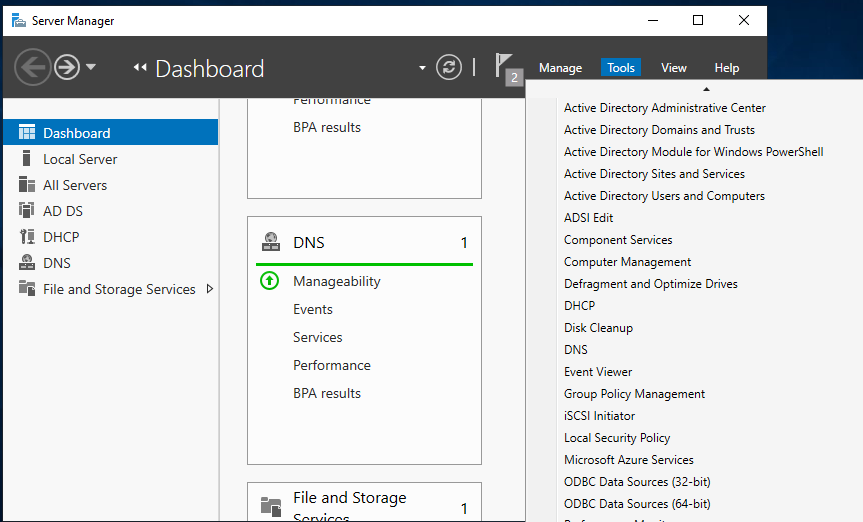 Server Manager
Dashboard
2
Manage
Tools
View
Help
Dashboard
Local Server
All Servers
AD DS
DHCP
DNS
File and Storage Services
Performance
BPA results
DNS
1
Manageability
Events
Services
Performance
BPA results
File and Storage
Services
1
Active Directory Administrative Center
Active Directory Domains and Trusts
Active Directory Module for Windows PowerShell
Active Directory Sites and Services
Active Directory Users and Computers
ADSI Edit
Component Services
Computer Management
Defragment and Optimize Drives
DHCP
Disk Cleanup
DNS
Event Viewer
Group Policy Management
iSCSI Initiator
Local Security Policy
Microsoft Azure Services
ODBC Data Sources (32-bit)
ODBC Data Sources (64-bit)